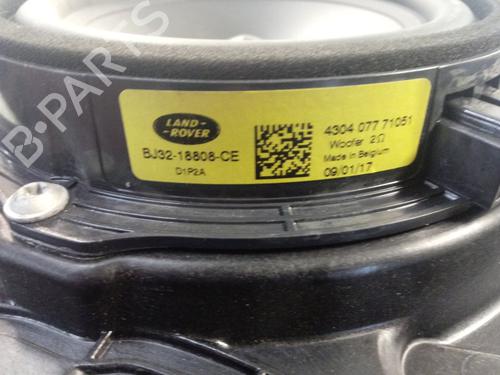 LAND-
-ROVER
BJ32-18808-CE
D1P2A
4304 077 71051
Woofer 2Ω
Made in Belgium
09/01/17
B-PARTS